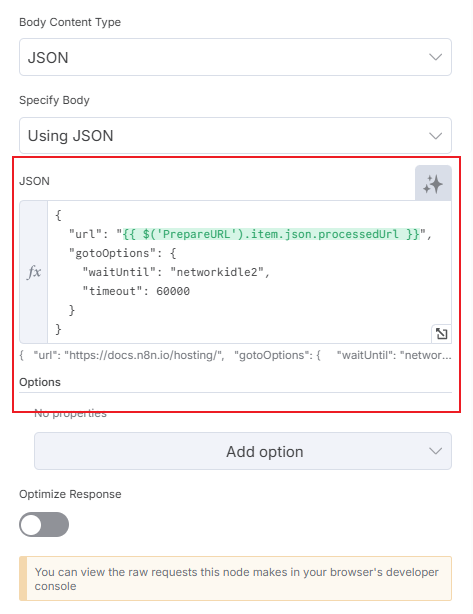 Body Content Type
JSON
Specify Body
Using JSON
JSON
{
  "url": "{{ $('PrepareURL').item.json.processedUrl }}",
  "gotoOptions": {
    "waitUntil": "networkidle2",
    "timeout": 60000
  }
}
fx
{ "url": "https://docs.n8n.io/hosting/", "gotoOptions": { "waitUntil": "networ...
Options
No properties
Add option
Optimize Response
You can view the raw requests this node makes in your browser's developer
console